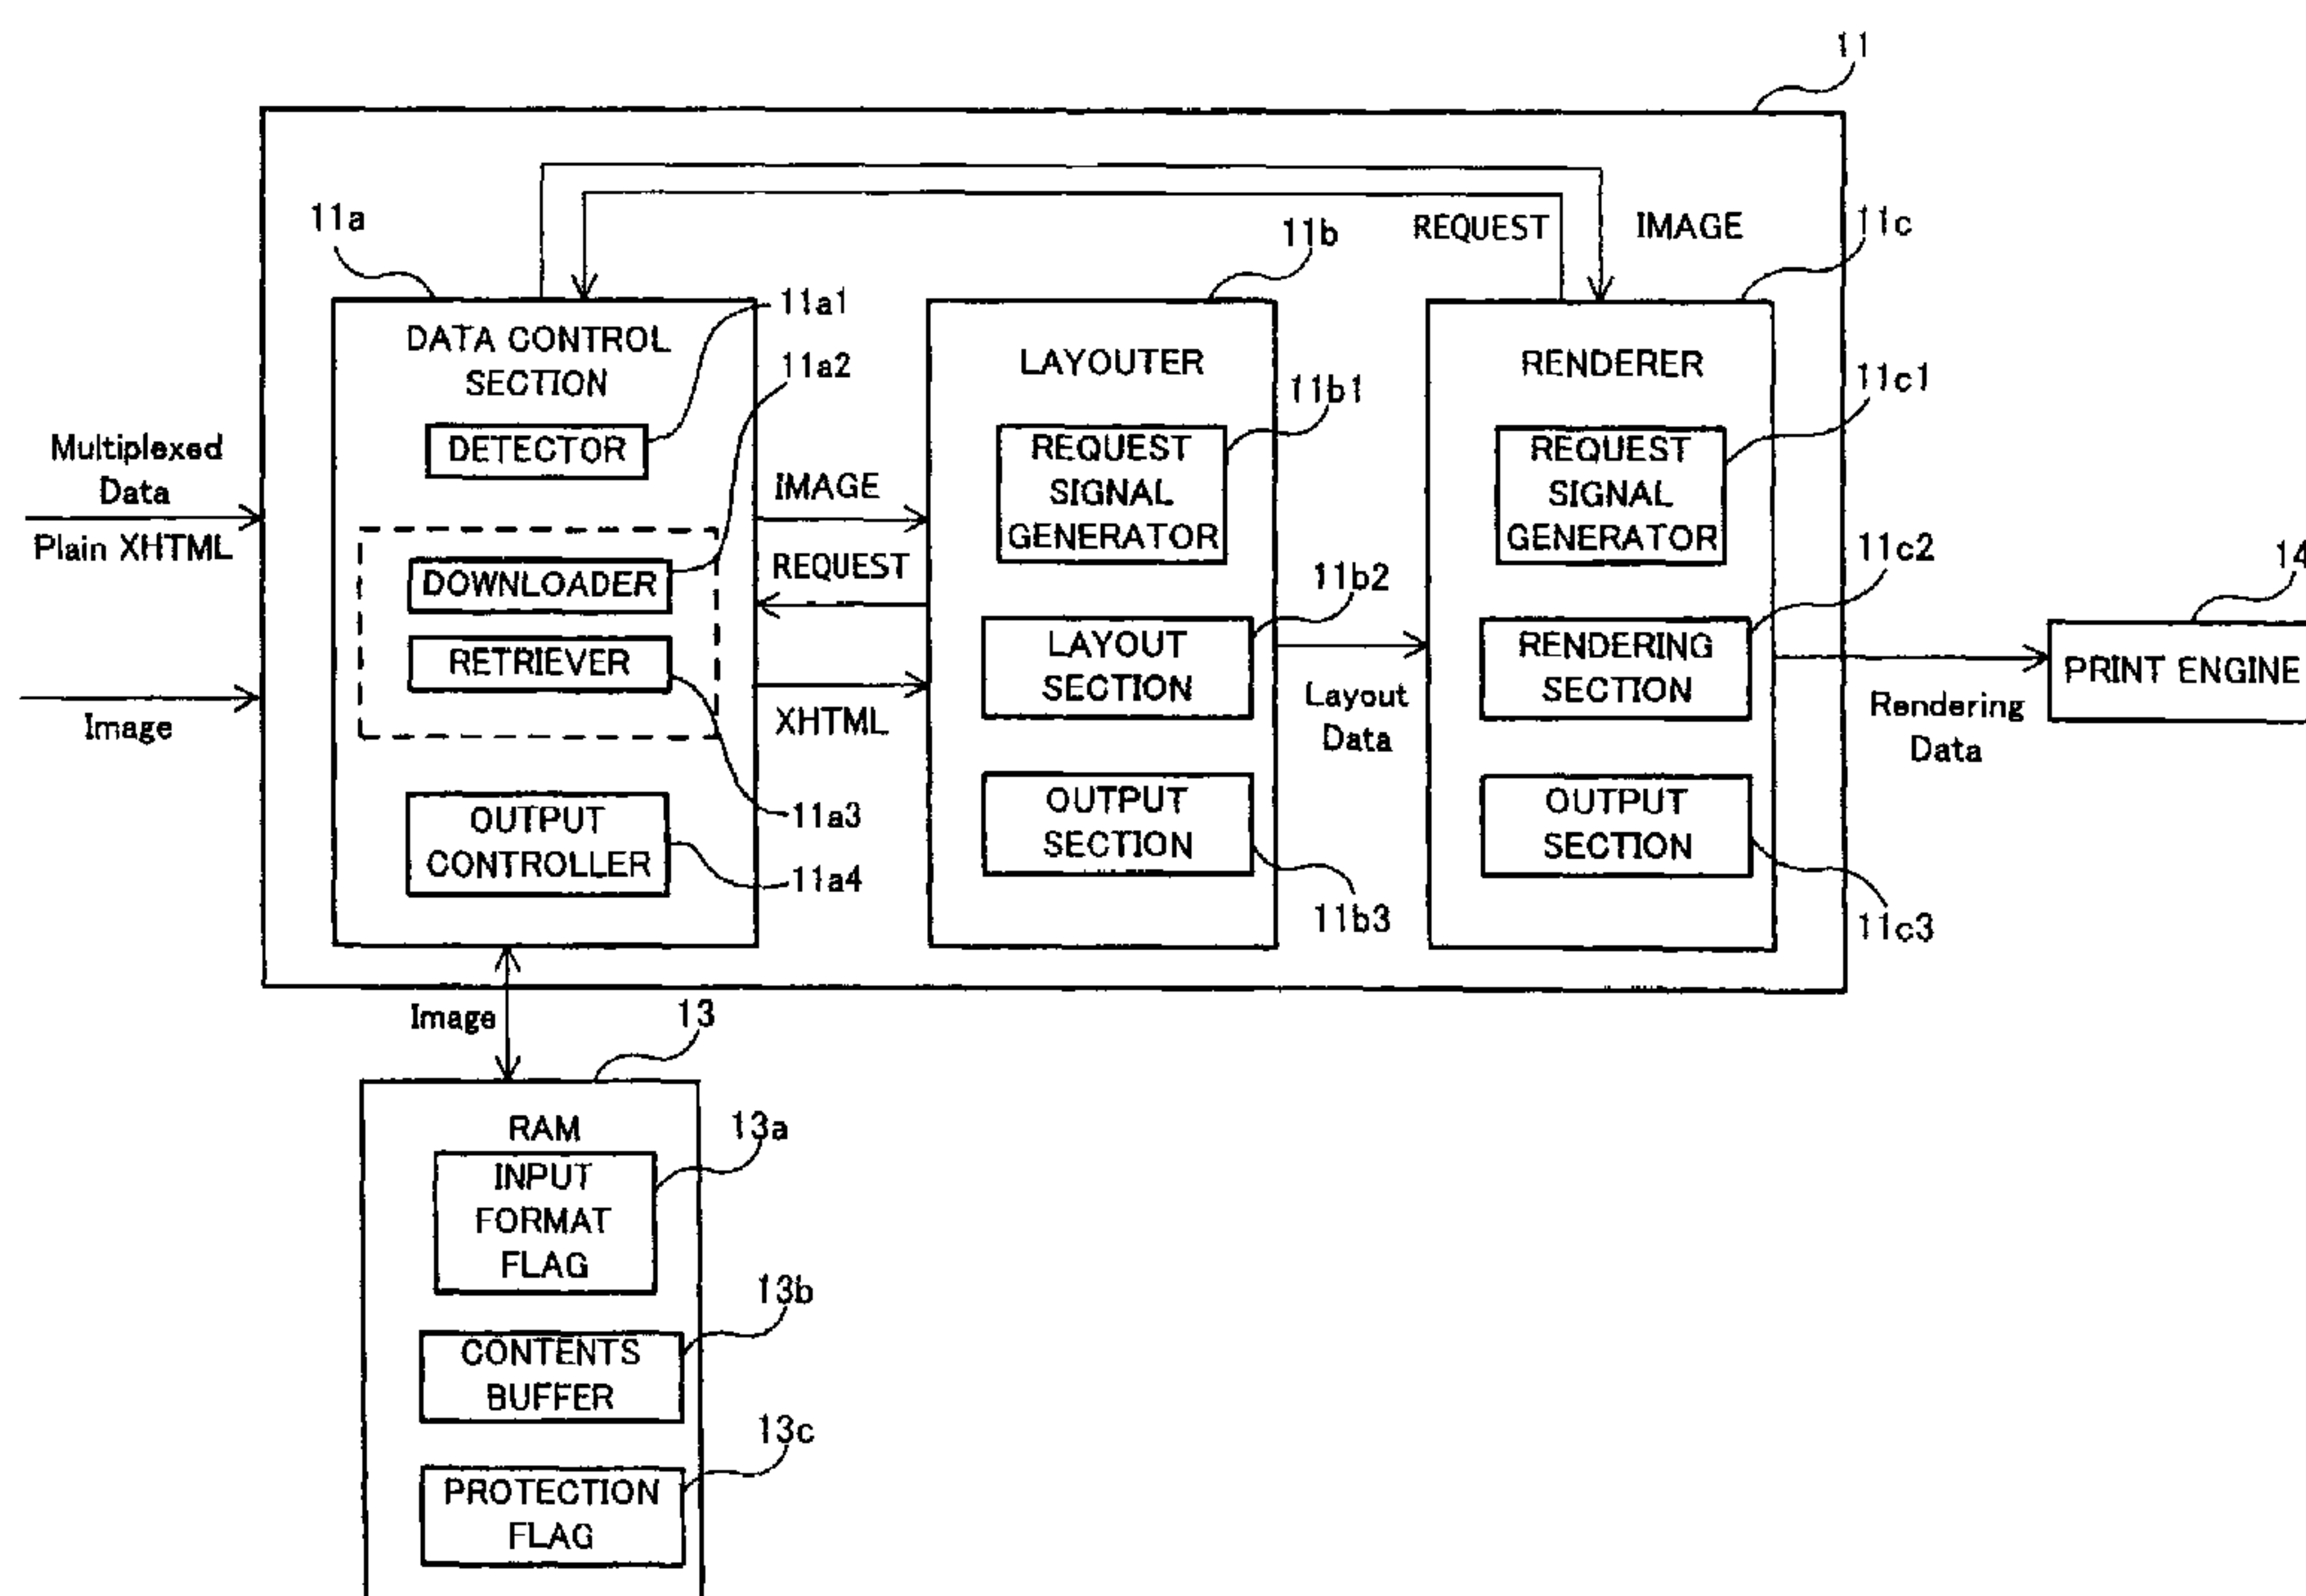 11
11a
REQUEST
IMAGE
11b
11c
DATA CONTROL
SECTION
11a1
DETECTOR
11a2
DOWNLOADER
RETRIEVER
11a3
OUTPUT
CONTROLLER
11a4
Multiplexed
Data
Plain XHTML
Image
IMAGE
REQUEST
XHTML
LAYOUTER
11b1
REQUEST
SIGNAL
GENERATOR
11b2
LAYOUT
SECTION
OUTPUT
SECTION
11b3
Layout
Data
RENDERER
11c1
REQUEST
SIGNAL
GENERATOR
11c2
RENDERING
SECTION
OUTPUT
SECTION
11c3
Rendering
Data
14
PRINT ENGINE
Image
13
RAM
13a
INPUT
FORMAT
FLAG
13b
CONTENTS
BUFFER
13c
PROTECTION
FLAG